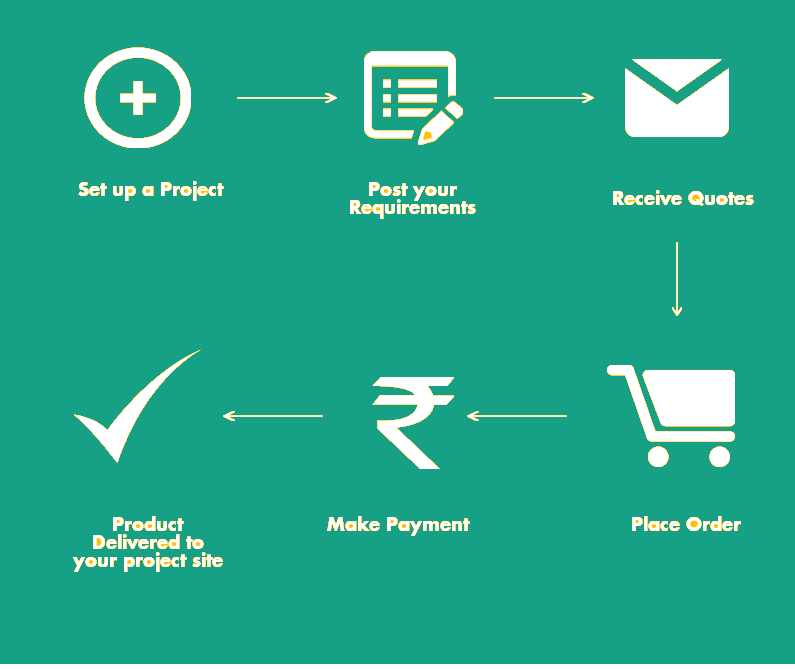 Set up a Project
Post your
Requirements
Receive Quotes
Place Order
Make Payment
Product
Delivered to
your project site